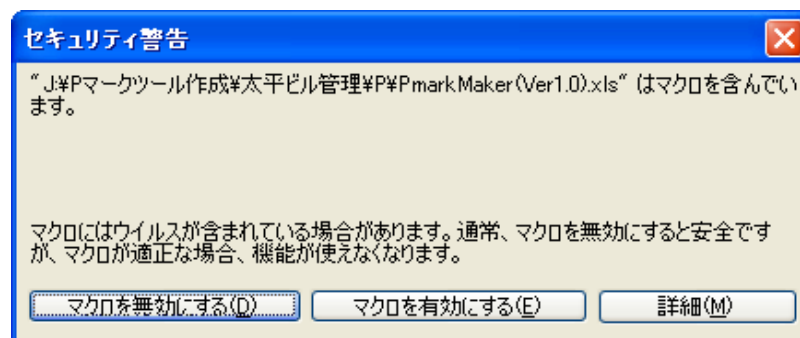 セキュリティ警告
"J:¥Pマークツール作成¥太平ビル管理¥P¥PmarkMaker(Ver1.0).xls" はマクロを含んでい
ます。
マクロにはウイルスが含まれている場合があります。通常、マクロを無効にすると安全です
が、マクロが適正な場合、機能が使えなくなります。
マクロを無効にする(D) マクロを有効にする(E) 詳細(M)